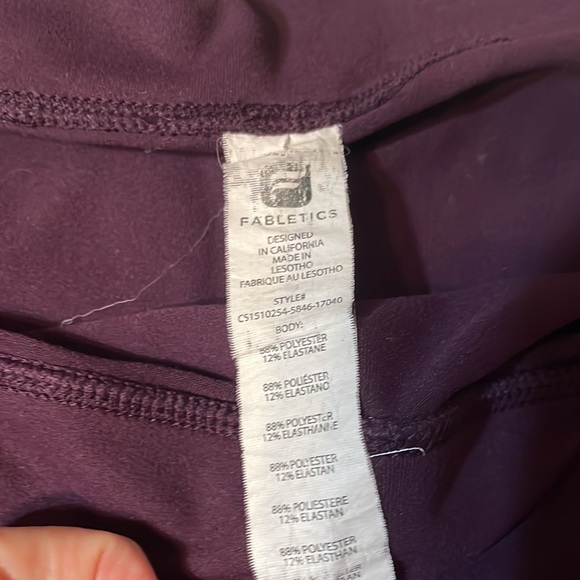 FABLETICS
DESIGNED
IN CALIFORNIA
MADE IN
LESOTHO
FABRIQUE AU LESOTHO
STYLE#
CS1510254-5846-17040
BODY:
88% POLYESTER
12% ELASTANE
88% POLIÉSTER
12% ELASTANO
88% POLYESTER
12% ELASTHANNE
88% POLYESTER
12% ELASTAN
88% POLIESTERE
12% ELASTAN
88% POLYESTER
12% ELASTHAN